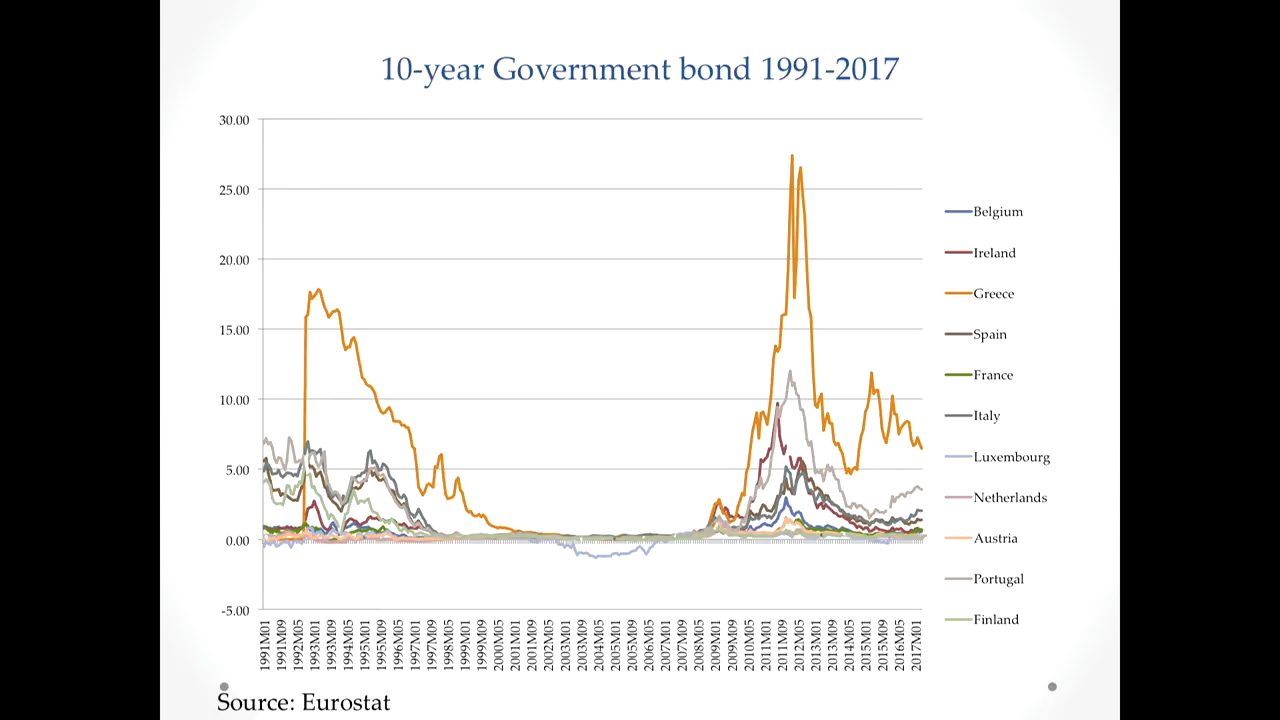 10-year Government bond 1991-2017
30.00
25.00
20.00
15.00
10.00
5.00
0.00
-5.00
1991M01
1991M09
1992M05
1993M01
1993M09
1994M05
1995M01
1995M09
1996M05
1997M01
1997M09
1998M05
1999M01
1999M09
2000M05
2001M01
2001M09
2002M05
2003M01
2003M09
2004M05
2005M01
2005M09
2006M05
2007M01
2007M09
2008M05
2009M01
2009M09
2010M05
2011M01
2011M09
2012M05
2013M01
2013M09
2014M05
2015M01
2015M09
2016M05
2017M01
Belgium
Ireland
Greece
Spain
France
Italy
Luxembourg
Netherlands
Austria
Portugal
Finland
Source: Eurostat